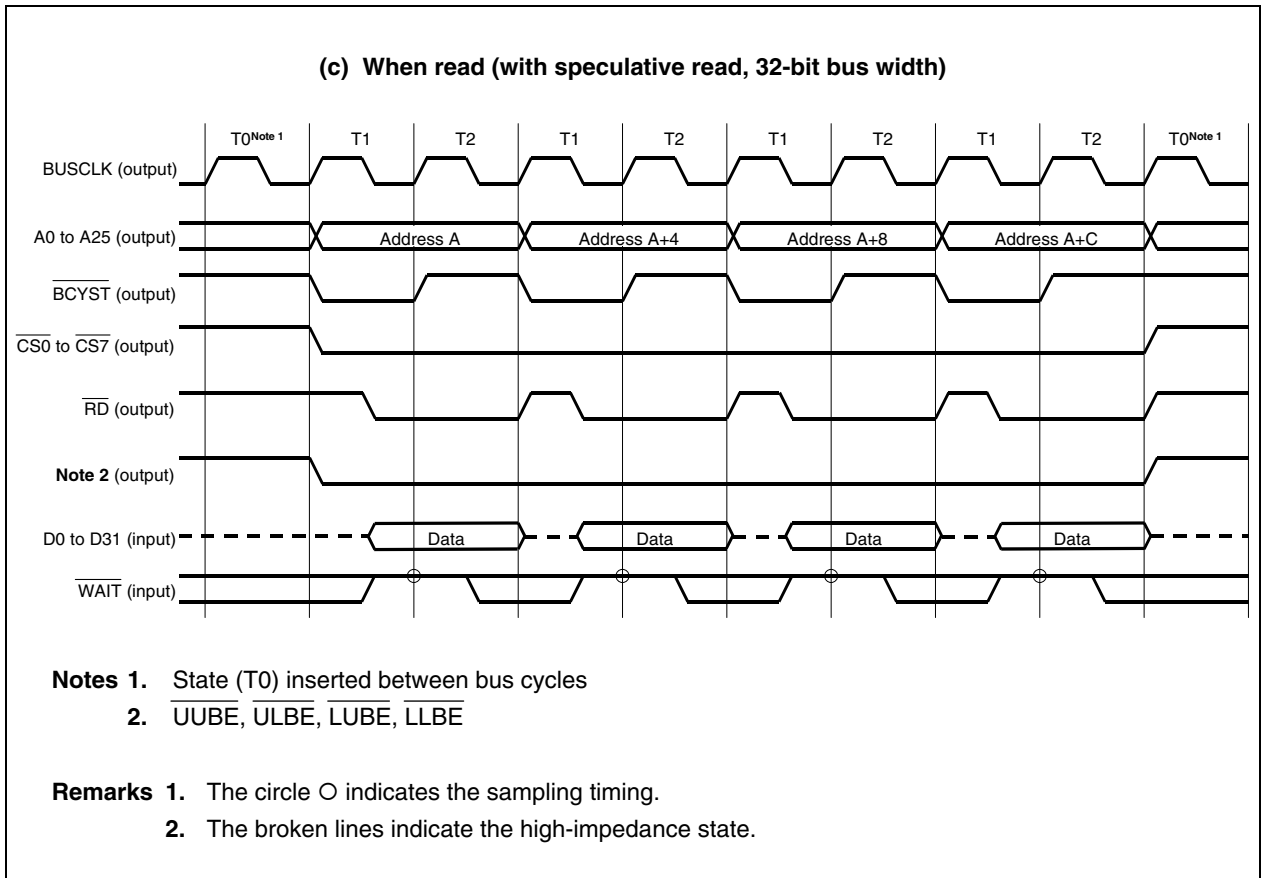 (c) When read (with speculative read, 32-bit bus width)
T0Note 1 T1 T2 T1 T2 T1 T2 T1 T2 T0Note 1
BUSCLK (output)
A0 to A25 (output) Address A Address A+4 Address A+8 Address A+C
BCYST (output)
CS0 to CS7 (output)
RD (output)
Note 2 (output)
D0 to D31 (input) Data Data Data Data
WAIT (input)
Notes 1. State (T0) inserted between bus cycles
2. UUBE, ULBE, LUBE, LLBE
Remarks 1. The circle O indicates the sampling timing.
2. The broken lines indicate the high-impedance state.